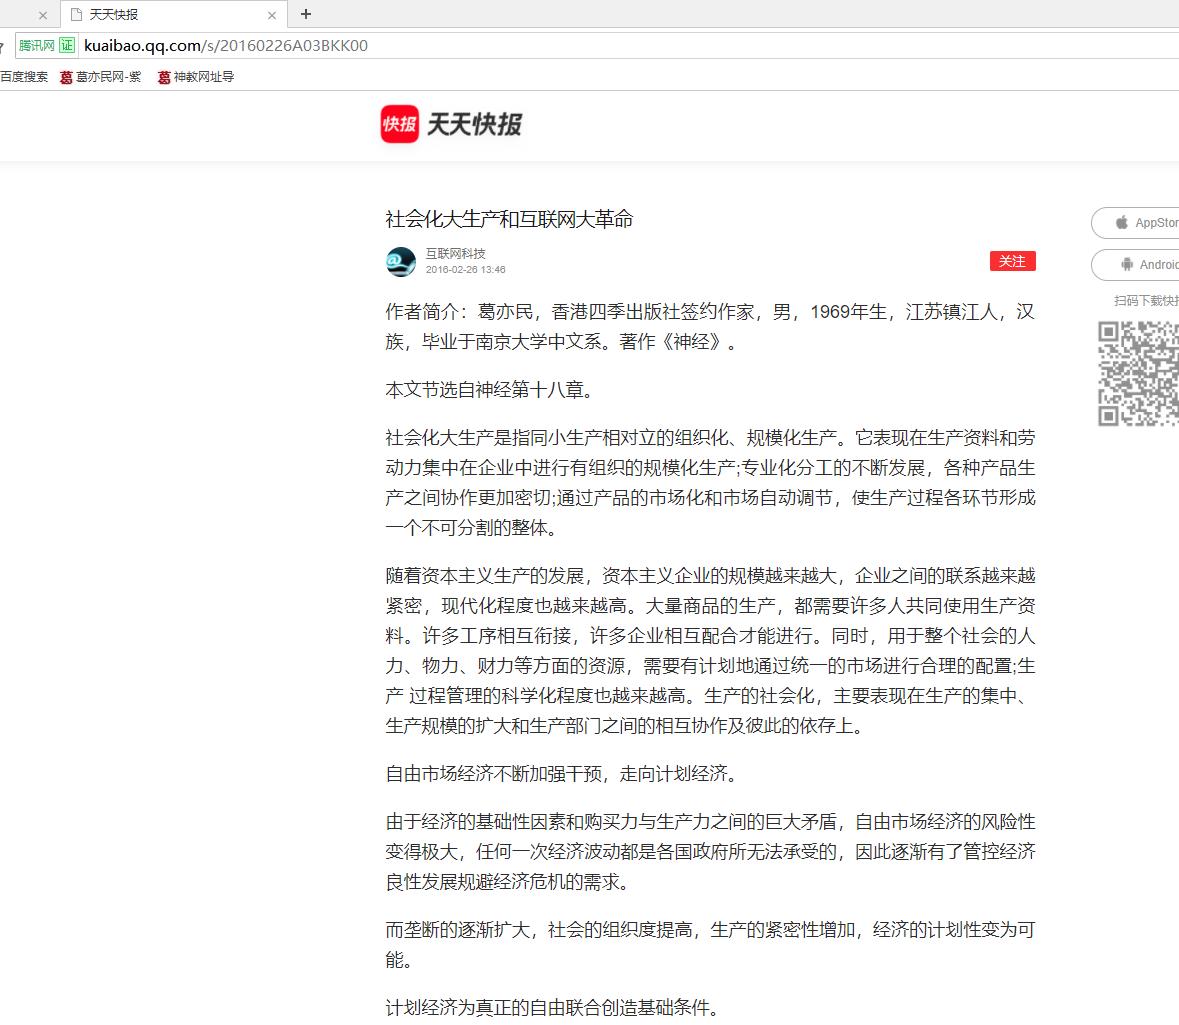 天天快报
腾讯网 证 kuaibao.qq.com/s/20160226A03BKK00
百度搜索 葛 葛亦民网-紫 葛 神教网址导
快报 天天快报
社会化大生产和互联网大革命
互联网科技
2016-02-26 13:46
关注
AppStor
Android
扫码下载快报
作者简介：葛亦民，香港四季出版社签约作家，男，1969年生，江苏镇江人，汉
族，毕业于南京大学中文系。著作《神经》。
本文节选自神经第十八章。
社会化大生产是指同小生产相对立的组织化、规模化生产。它表现在生产资料和劳
动力集中在企业中进行有组织的规模化生产;专业化分工的不断发展，各种产品生
产之间协作更加密切;通过产品的市场化和市场自动调节，使生产过程各环节形成
一个不可分割的整体。
随着资本主义生产的发展，资本主义企业的规模越来越大，企业之间的联系越来越
紧密，现代化程度也越来越高。大量商品的生产，都需要许多人共同使用生产资
料。许多工序相互衔接，许多企业相互配合才能进行。同时，用于整个社会的人
力、物力、财力等方面的资源，需要有计划地通过统一的市场进行合理的配置;生
产 过程管理的科学化程度也越来越高。生产的社会化，主要表现在生产的集中、
生产规模的扩大和生产部门之间的相互协作及彼此的依存上。
自由市场经济不断加强干预，走向计划经济。
由于经济的基础性因素和购买力与生产力之间的巨大矛盾，自由市场经济的风险性
变得极大，任何一次经济波动都是各国政府所无法承受的，因此逐渐有了管控经济
良性发展规避经济危机的需求。
而垄断的逐渐扩大，社会的组织度提高，生产的紧密性增加，经济的计划性变为可
能。
计划经济为真正的自由联合创造基础条件。